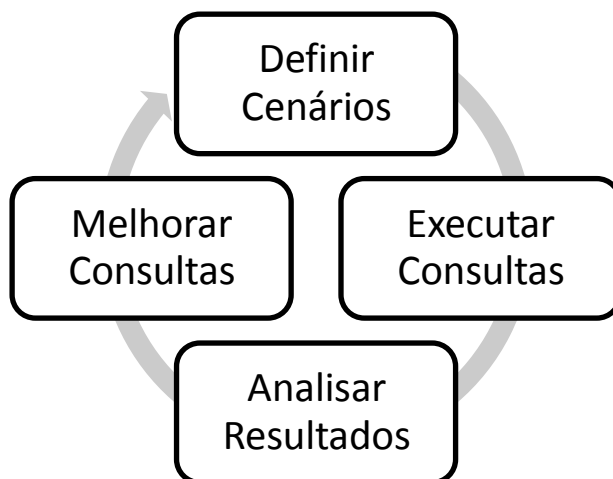 Definir
Cenários
Melhorar
Consultas
Executar
Consultas
Analisar
Resultados